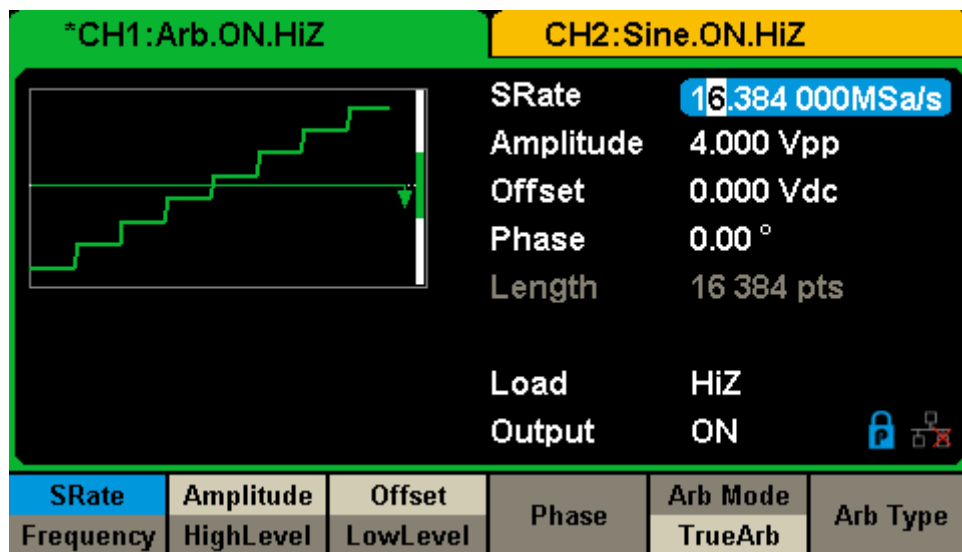 *CH1:Arb.ON.HiZ
CH2:Sine.ON.HiZ
SRate 16.384 000MSa/s
Amplitude 4.000 Vpp
Offset 0.000 Vdc
Phase 0.00 °
Length 16 384 pts
Load HiZ
Output ON
P
SRate Amplitude Offset Phase Arb Mode Arb Type
Frequency HighLevel LowLevel TrueArb